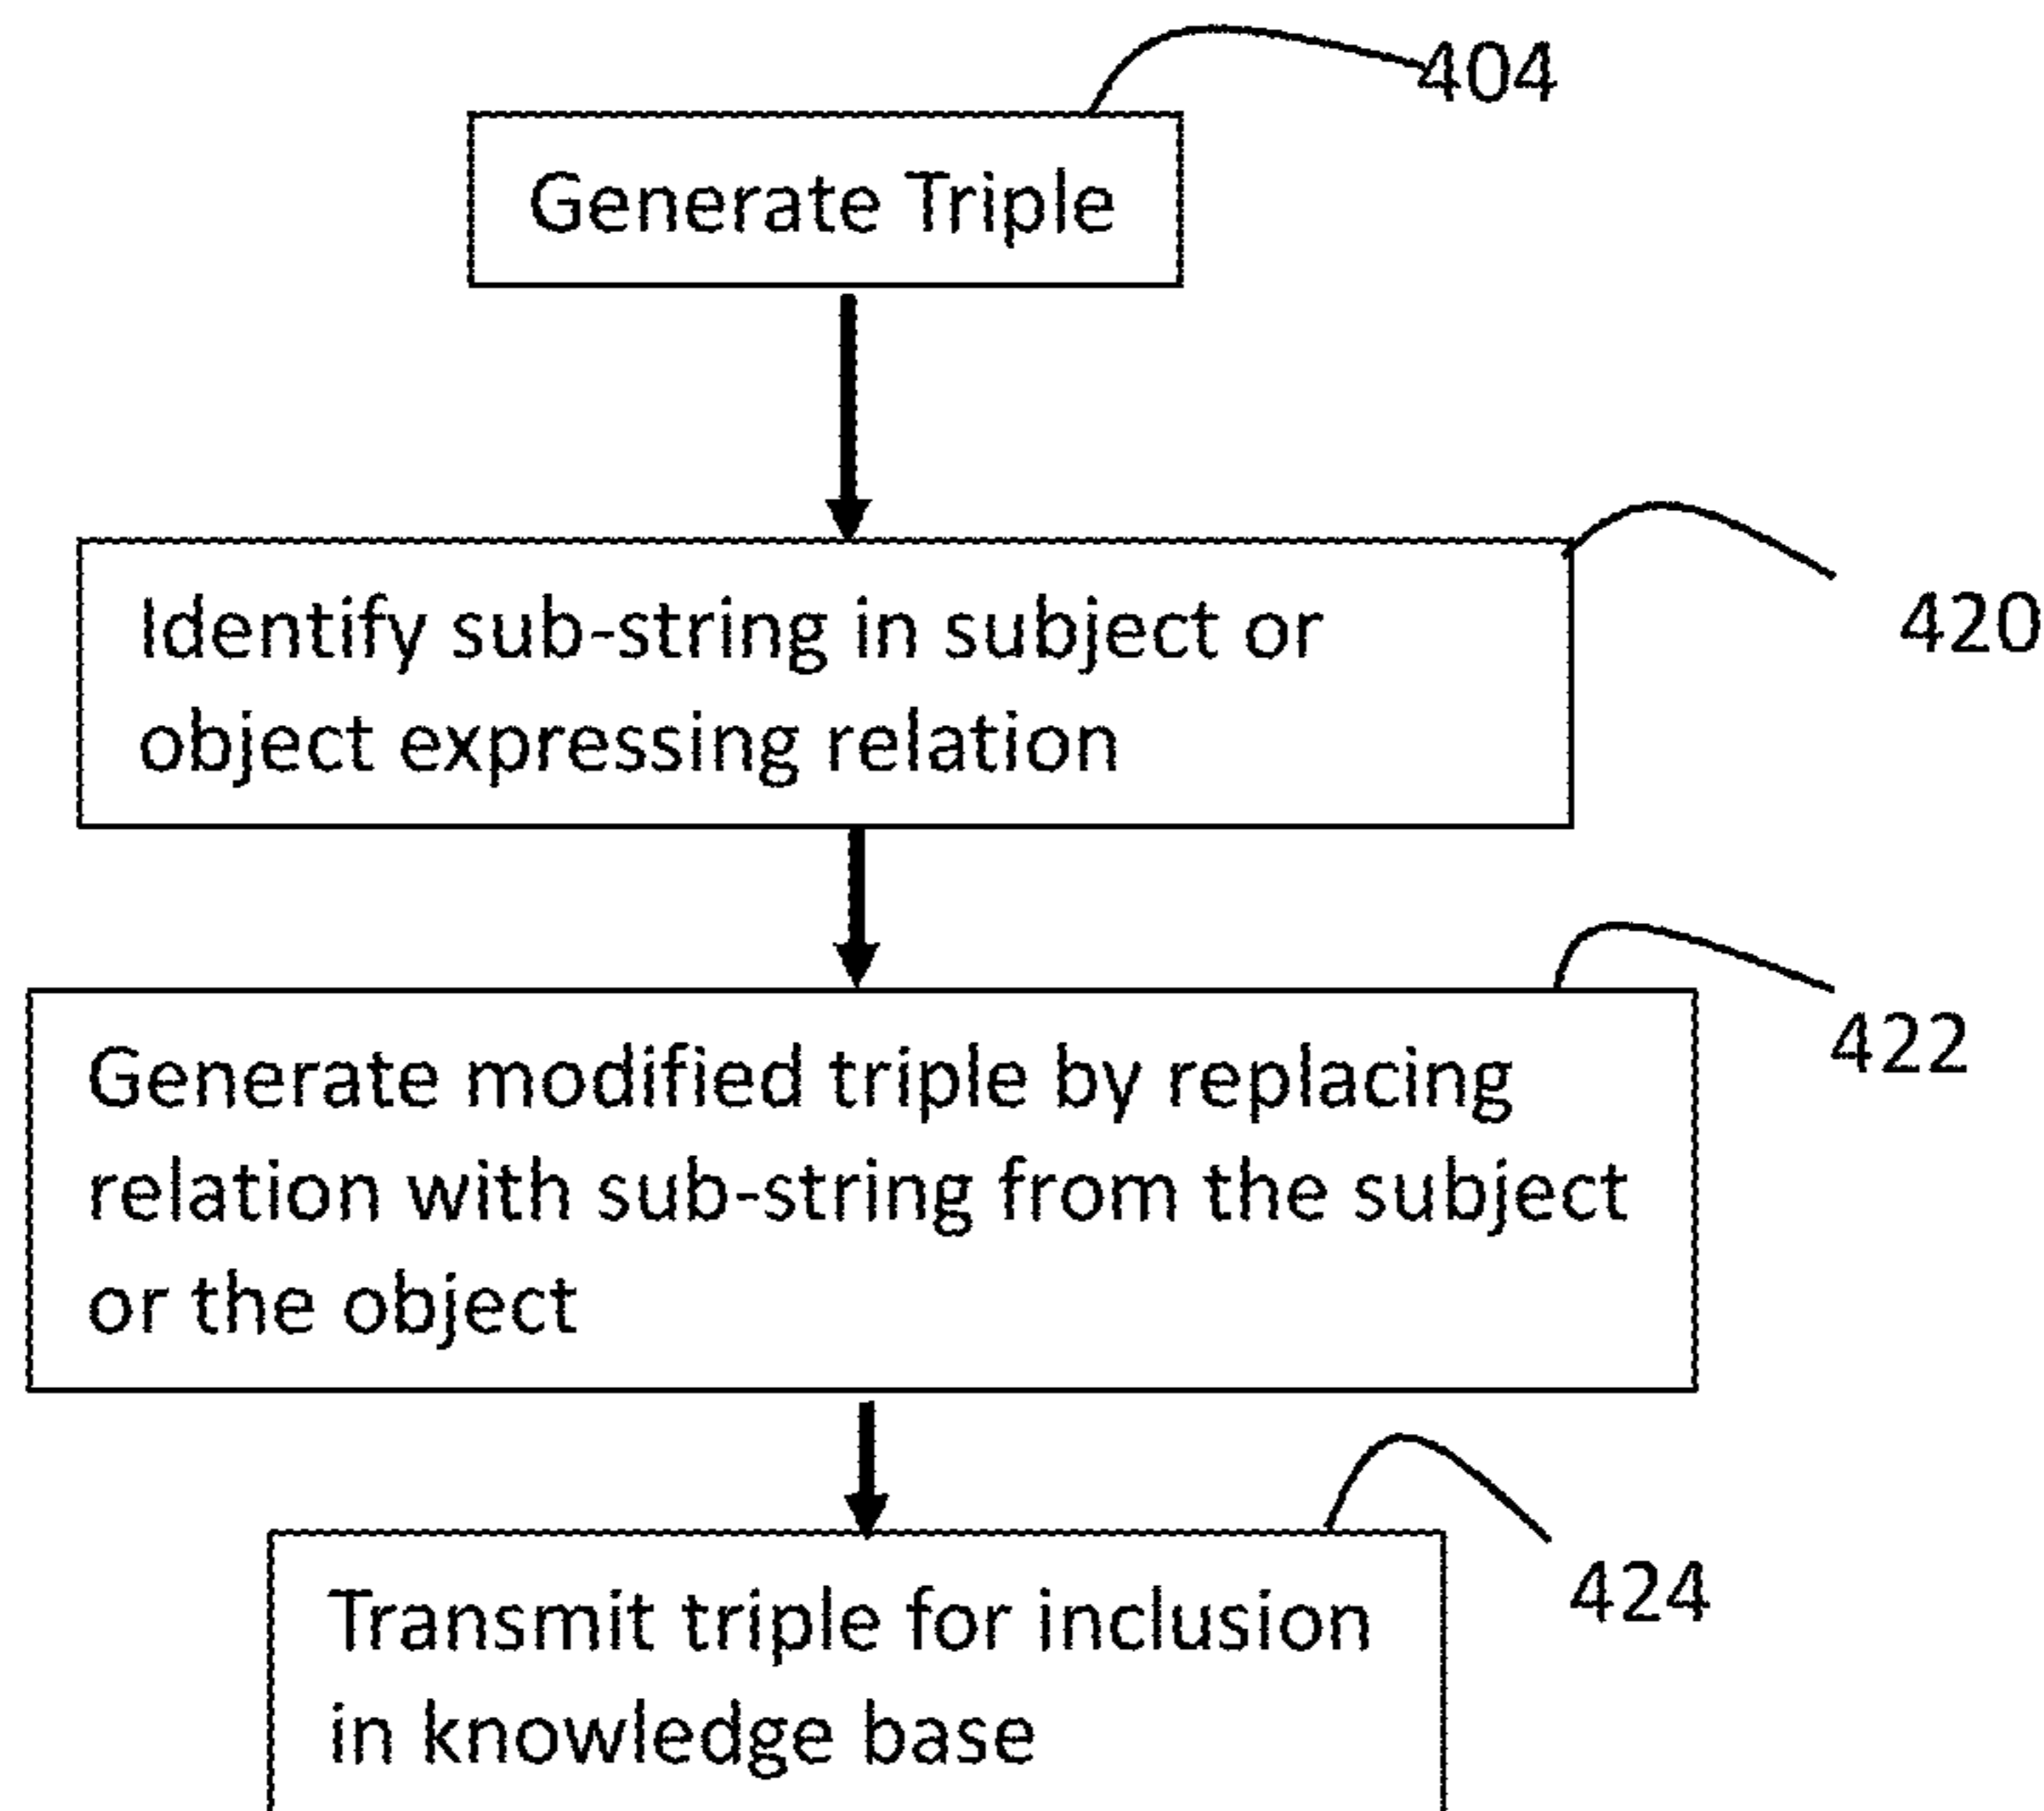 404
Generate Triple
Identify sub-string in subject or
object expressing relation
420
Generate modified triple by replacing
relation with sub-string from the subject
or the object
422
Transmit triple for inclusion
in knowledge base
424